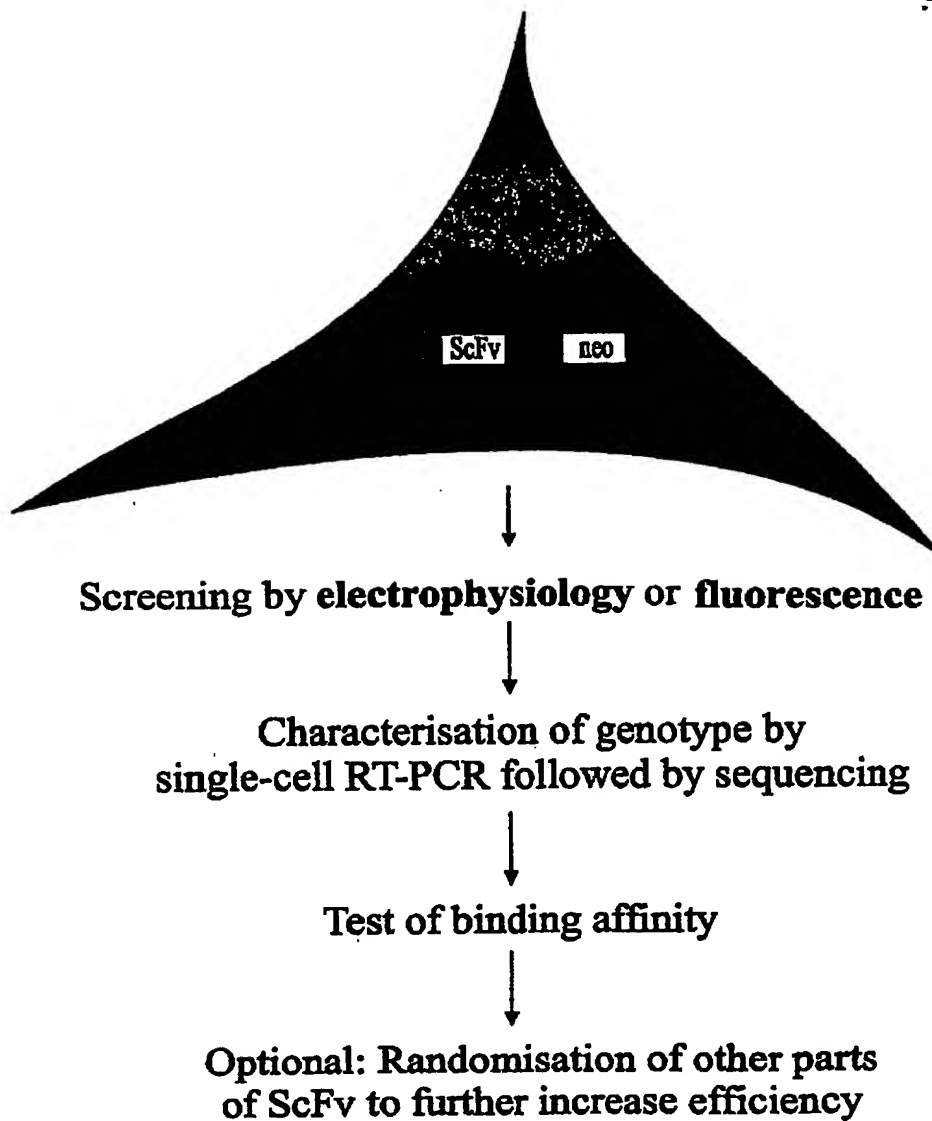 ScFv neo
Screening by electrophysiology or fluorescence
Characterisation of genotype by
single-cell RT-PCR followed by sequencing
Test of binding affinity
Optional: Randomisation of other parts
of ScFv to further increase efficiency